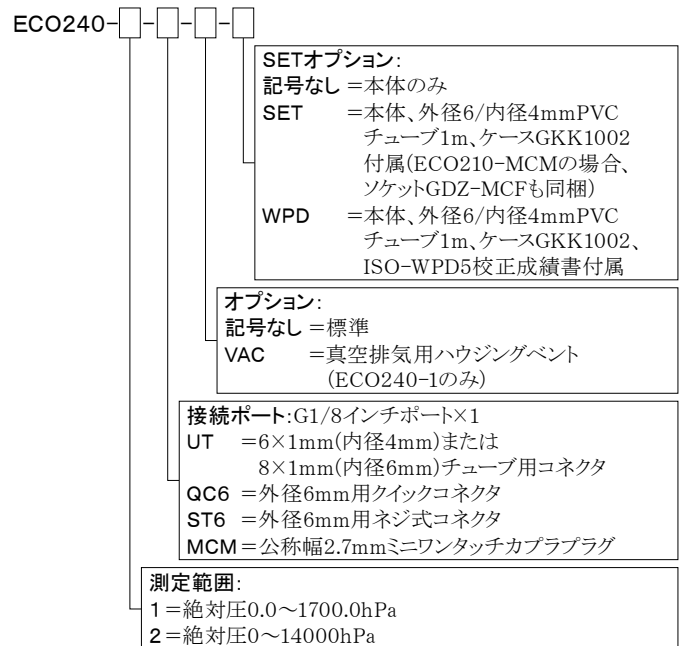 ECO240-□-□-□-□
SETオプション:
記号なし＝本体のみ
SET ＝本体、外径6/内径4mmPVC
チューブ1m、ケースGKK1002
付属(ECO210-MCMの場合、
ソケットGDZ-MCFも同梱)
WPD ＝本体、外径6/内径4mmPVC
チューブ1m、ケースGKK1002、
ISO-WPD5校正成績書付属
オプション:
記号なし＝標準
VAC ＝真空排気用ハウジングベント
(ECO240-1のみ)
接続ポート:G1/8インチポート×1
UT ＝6×1mm(内径4mm)または
8×1mm(内径6mm)チューブ用コネクタ
QC6 ＝外径6mm用クイックコネクタ
ST6 ＝外径6mm用ネジ式コネクタ
MCM＝公称幅2.7mmミニワンタッチカプラプラグ
測定範囲:
1＝絶対圧0.0～1700.0hPa
2＝絶対圧0～14000hPa